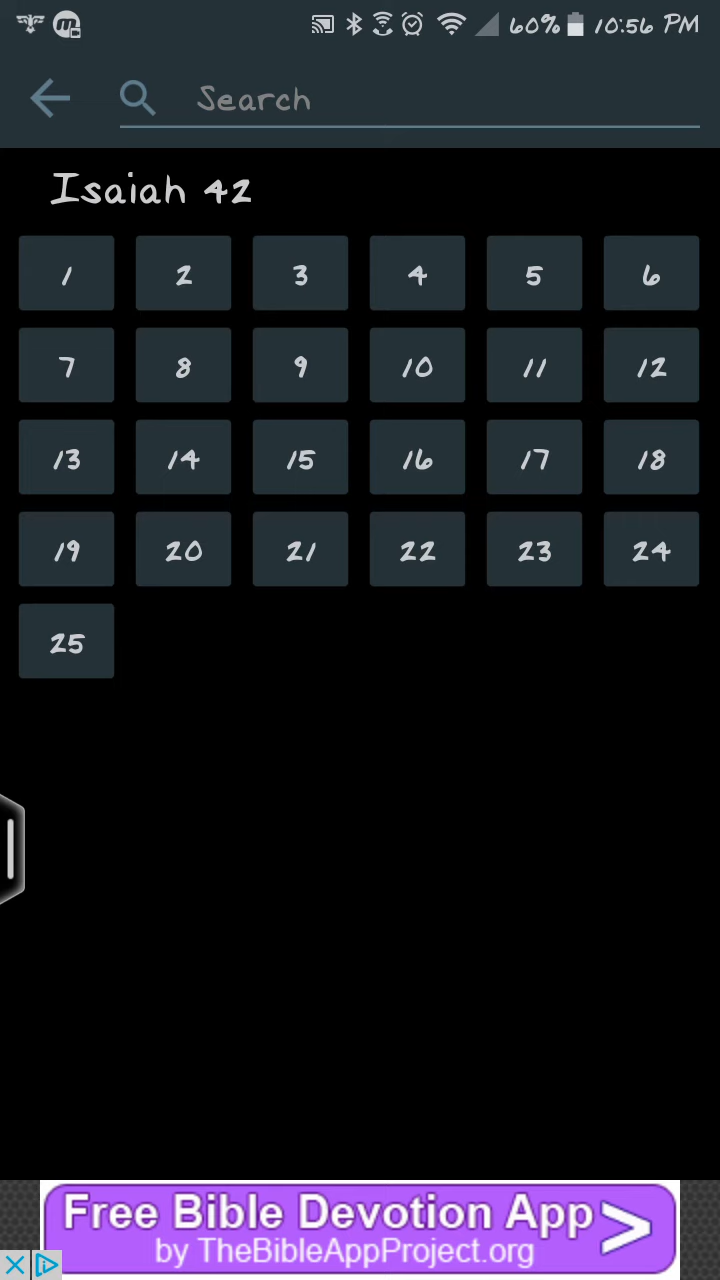 60% 10:56 PM
Search
Isaiah 42
1 2 3 4 5 6
7 8 9 10 11 12
13 14 15 16 17 18
19 20 21 22 23 24
25
Free Bible Devotion App >
by TheBibleAppProject.org